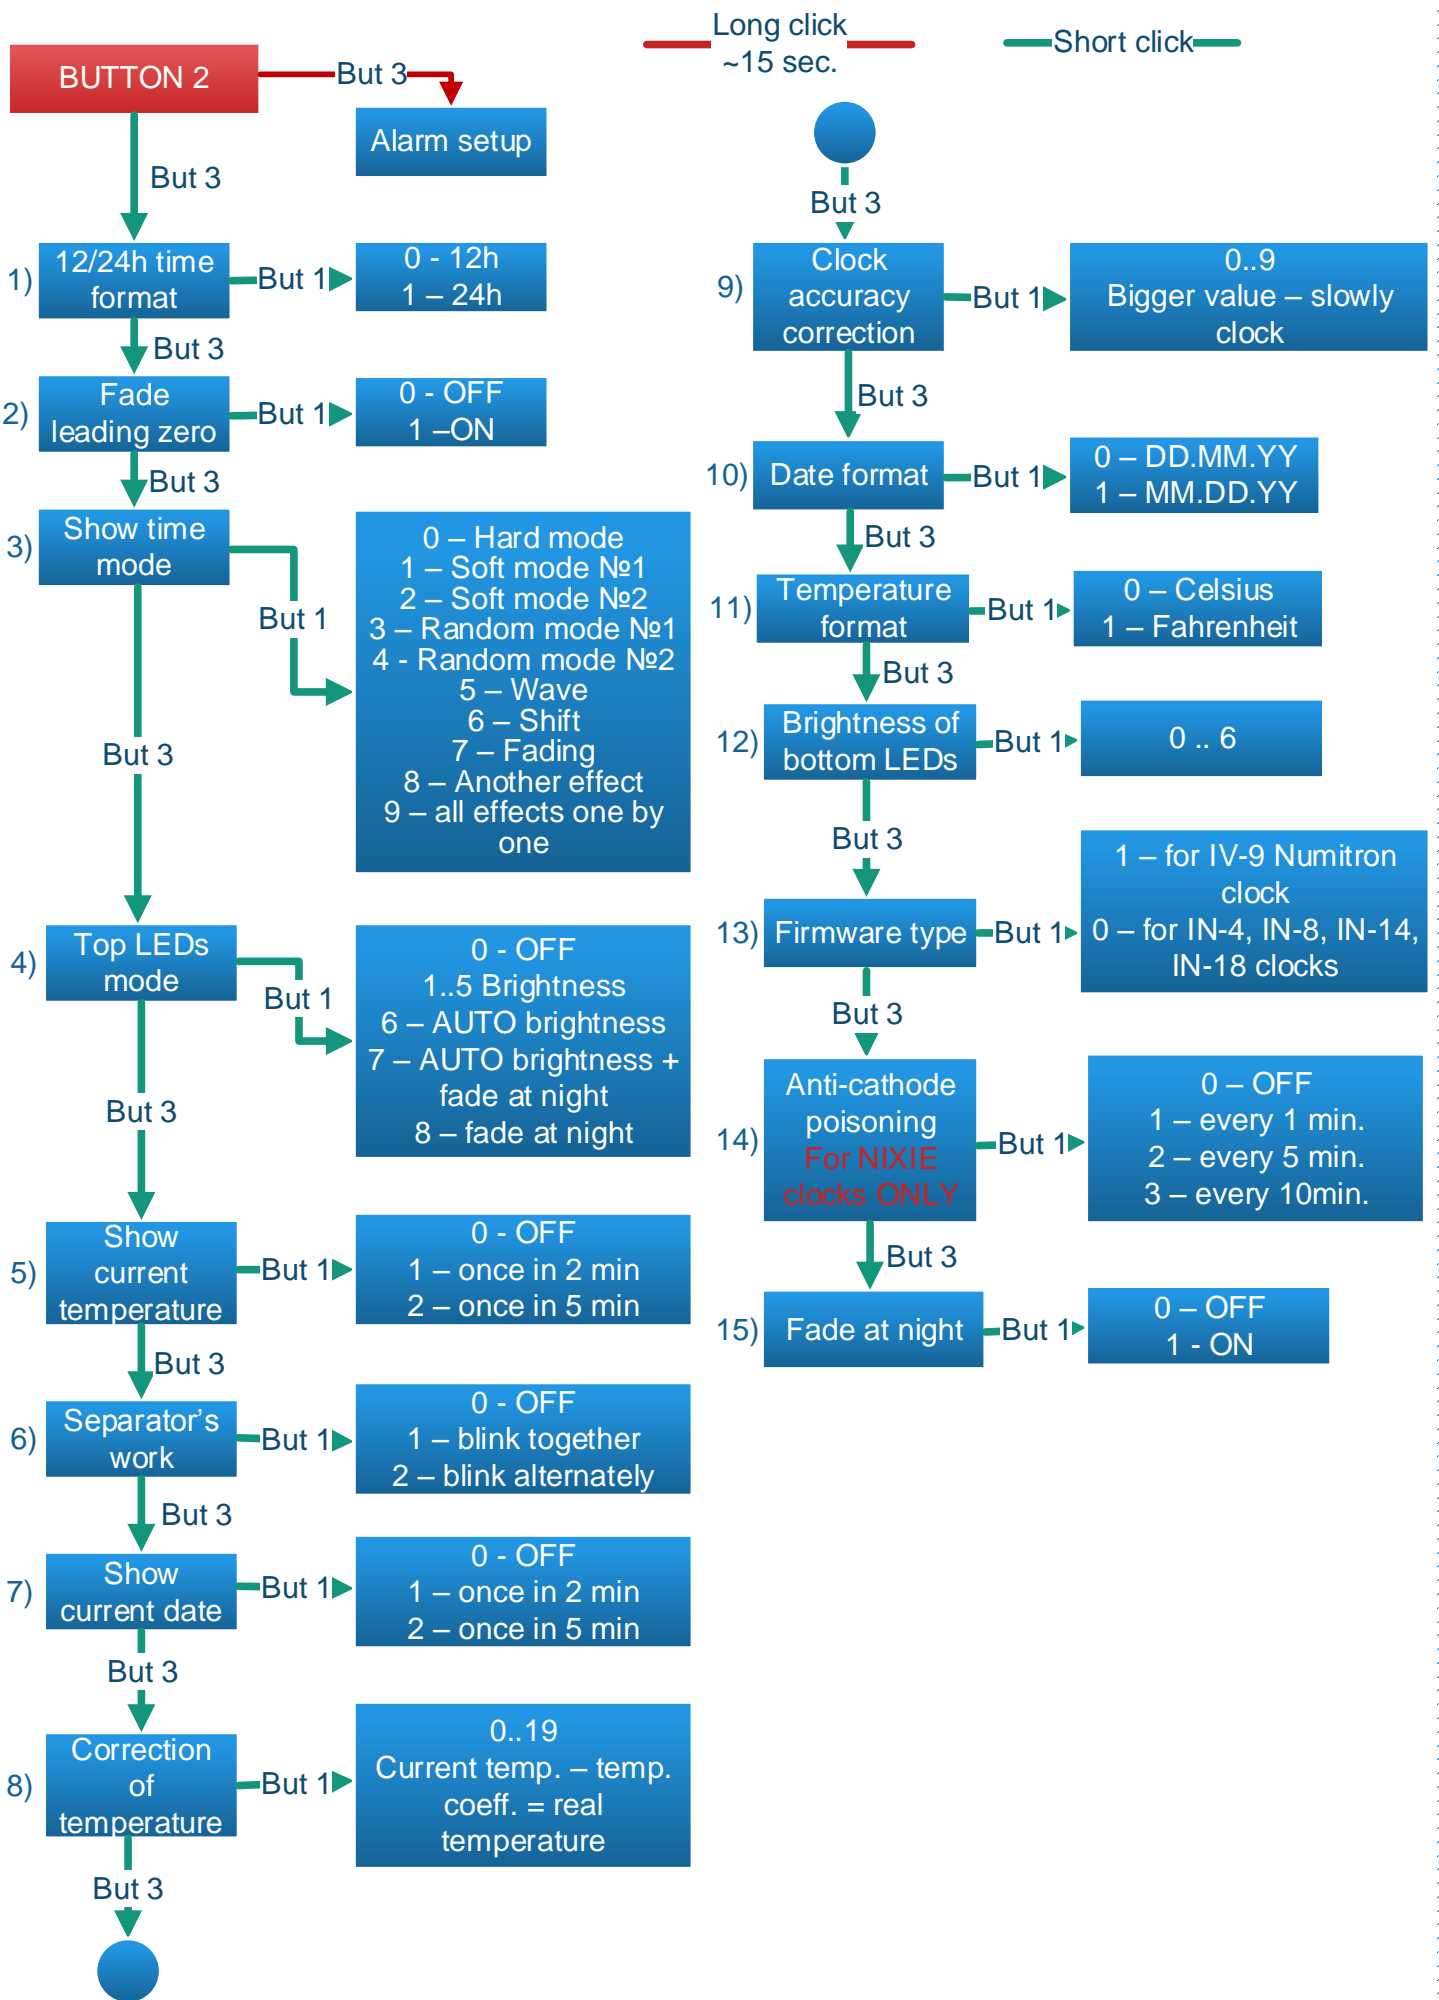 Long click
~15 sec.
Short click
BUTTON 2
But 3
Alarm setup
But 3
1)
12/24h time
format
But 1
0 - 12h
1 – 24h
But 3
2)
Fade
leading zero
But 1
0 - OFF
1 –ON
But 3
3)
Show time
mode
But 1
0 – Hard mode
1 – Soft mode №1
2 – Soft mode №2
3 – Random mode №1
4 - Random mode №2
5 – Wave
6 – Shift
7 – Fading
8 – Another effect
9 – all effects one by
one
But 3
4)
Top LEDs
mode
But 1
0 - OFF
1..5 Brightness
6 – AUTO brightness
7 – AUTO brightness +
fade at night
8 – fade at night
But 3
5)
Show
current
temperature
But 1
0 - OFF
1 – once in 2 min
2 – once in 5 min
But 3
6)
Separator’s
work
But 1
0 - OFF
1 – blink together
2 – blink alternately
But 3
7)
Show
current date
But 1
0 - OFF
1 – once in 2 min
2 – once in 5 min
But 3
8)
Correction
of
temperature
But 1
0..19
Current temp. – temp.
coeff. = real
temperature
But 3
But 3
9)
Clock
accuracy
correction
But 1
0..9
Bigger value – slowly
clock
But 3
10)
Date format
But 1
0 – DD.MM.YY
1 – MM.DD.YY
But 3
11)
Temperature
format
But 1
0 – Celsius
1 – Fahrenheit
But 3
12)
Brightness of
bottom LEDs
But 1
0 .. 6
But 3
13)
Firmware type
But 1
1 – for IV-9 Numitron
clock
0 – for IN-4, IN-8, IN-14,
IN-18 clocks
But 3
14)
Anti-cathode
poisoning
For NIXIE
clocks ONLY
But 1
0 – OFF
1 – every 1 min.
2 – every 5 min.
3 – every 10min.
But 3
15)
Fade at night
But 1
0 – OFF
1 - ON